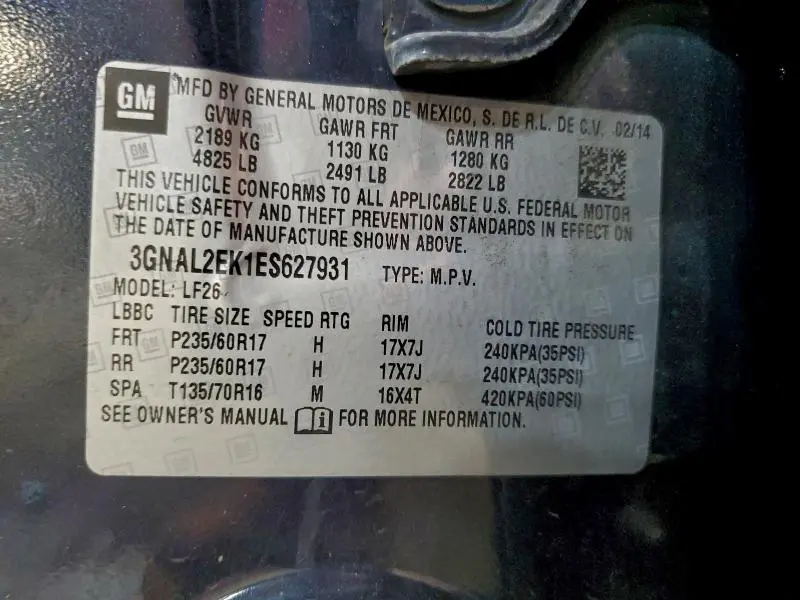 GM
MFD BY GENERAL MOTORS DE MEXICO, S. DE R.L. DE C.V. 02/14
GVWR GAWR FRT GAWR RR
2189 KG 1130 KG 1280 KG
4825 LB 2491 LB 2822 LB
THIS VEHICLE CONFORMS TO ALL APPLICABLE U.S. FEDERAL MOTOR
VEHICLE SAFETY AND THEFT PREVENTION STANDARDS IN EFFECT ON
THE DATE OF MANUFACTURE SHOWN ABOVE.
3GNAL2EK1ES627931 TYPE: M.P.V.
MODEL: LF26
LBBC TIRE SIZE SPEED RTG RIM COLD TIRE PRESSURE
FRT P235/60R17 H 17X7J 240KPA(35PSI)
RR P235/60R17 H 17X7J 240KPA(35PSI)
SPA T135/70R16 M 16X4T 420KPA(60PSI)
SEE OWNER'S MANUAL i FOR MORE INFORMATION.